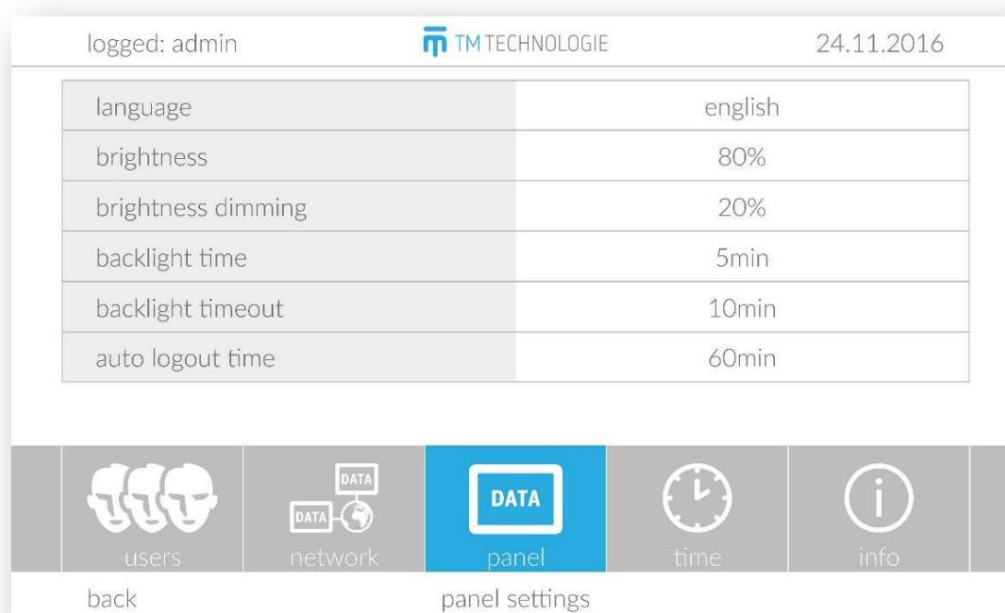 logged: admin TM TECHNOLOGIE 24.11.2016
language english
brightness 80%
brightness dimming 20%
backlight time 5min
backlight timeout 10min
auto logout time 60min
DATA
DATA DATA
users network panel time info
back panel settings